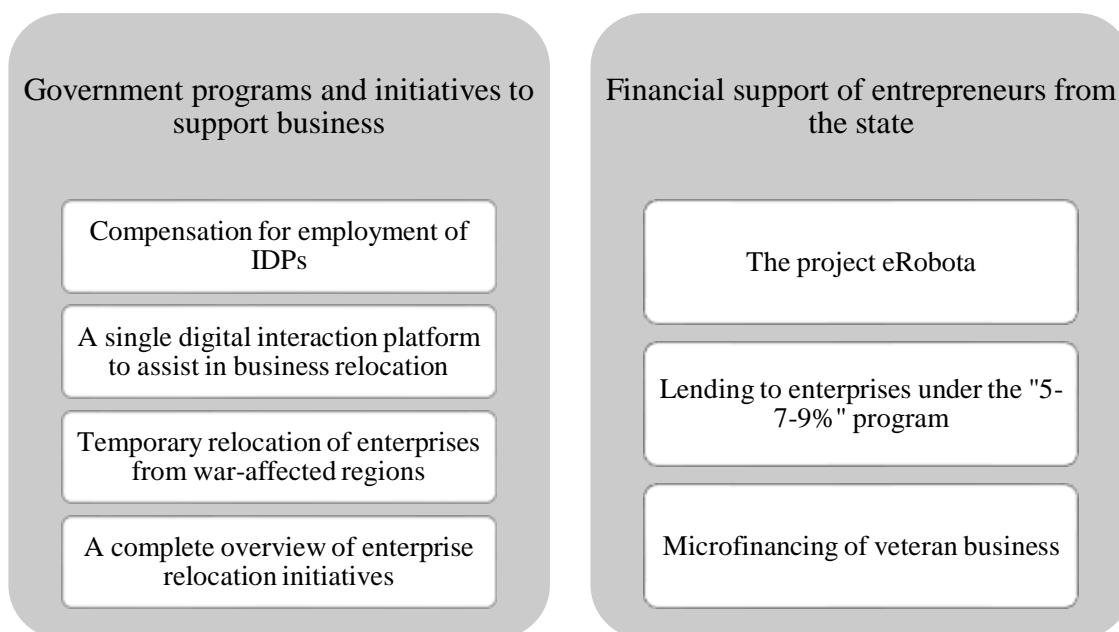 Government programs and initiatives to
support business
Compensation for employment of
IDPs
A single digital interaction platform
to assist in business relocation
Temporary relocation of enterprises
from war-affected regions
A complete overview of enterprise
relocation initiatives
Financial support of entrepreneurs from
the state
The project eRobota
Lending to enterprises under the "5-
7-9%" program
Microfinancing of veteran business